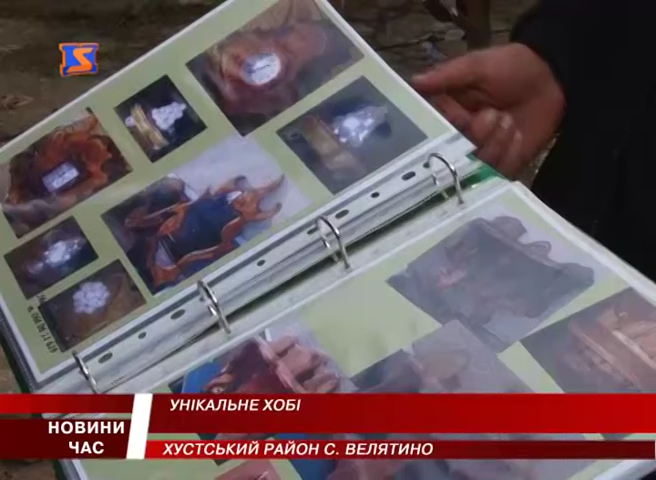 УНІКАЛЬНЕ ХОБІ
НОВИНИ
ЧАС
ХУСТСЬКИЙ РАЙОН С. ВЕЛЯТИНО